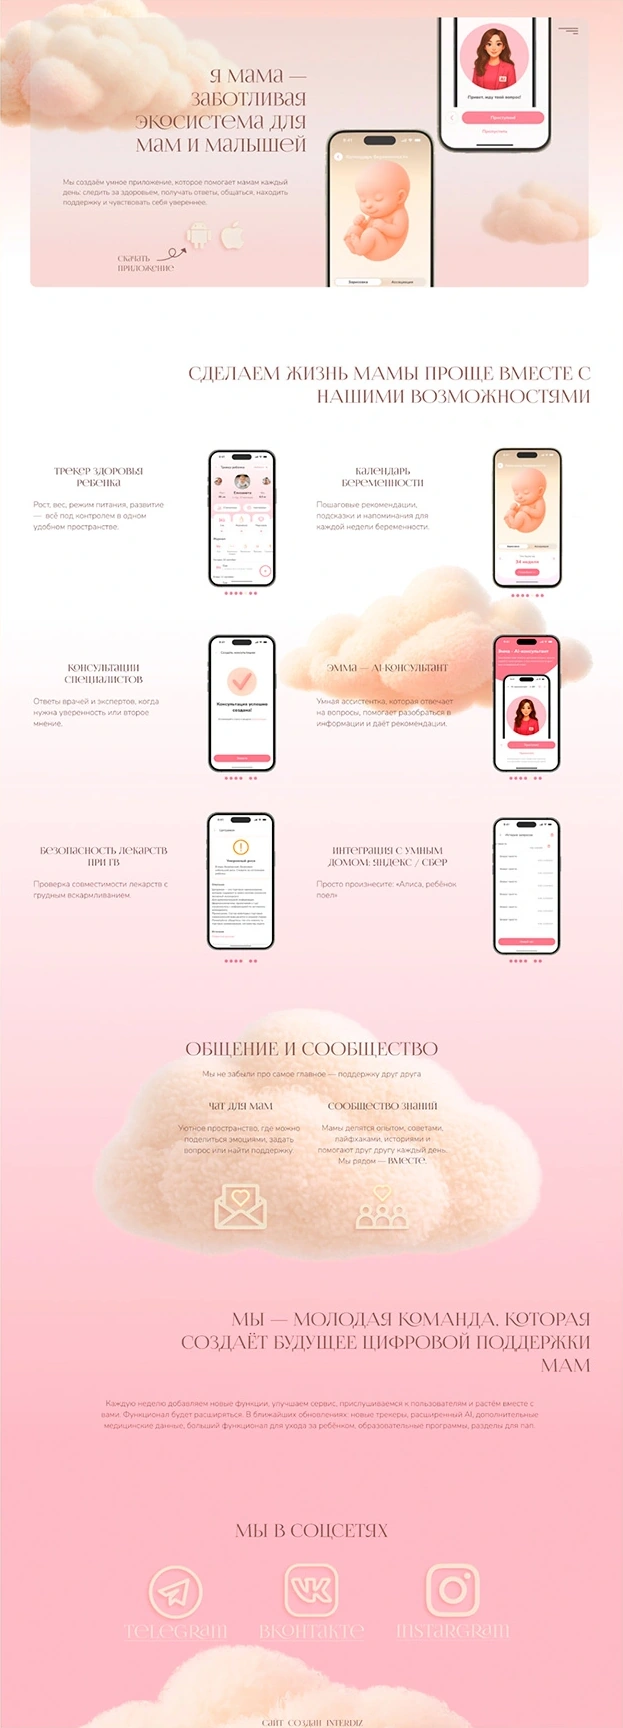 Я МАМА —
ЗАБОТЛИВАЯ
ЭКОСИСТЕМА ДЛЯ
МАМ И МАЛЫШЕЙ
Мы создаём умное приложение, которое помогает мамам каждый
день: следить за здоровьем, получать ответы, общаться, находить
поддержку и чувствовать себя увереннее.
СКАЧАТЬ
ПРИЛОЖЕНИЕ
Привет, жду твой вопрос!
Пропустить
СДЕЛАЕМ ЖИЗНЬ МАМЫ ПРОЩЕ ВМЕСТЕ С
НАШИМИ ВОЗМОЖНОСТЯМИ
ТРЕКЕР ЗДОРОВЬЯ
РЕБЕНКА
Рост, вес, режим питания, развитие
— всё под контролем в одном
удобном пространстве.
КАЛЕНДАРЬ
БЕРЕМЕННОСТИ
Пошаговые рекомендации,
подсказки и напоминания для
каждой недели беременности.
34 неделя
КОНСУЛЬТАЦИИ
СПЕЦИАЛИСТОВ
Ответы врачей и экспертов, когда
нужна уверенность или второе
мнение.
Консультация успешно
создана!
ЭММА — AI КОНСУЛЬТАНТ
Умная ассистентка, которая отвечает
на вопросы, помогает разобраться в
информации и даёт рекомендации.
Эмма - AI консультант
БЕЗОПАСНОСТЬ ЛЕКАРСТВ
ПРИ ГВ
Проверка совместимости лекарств с
грудным вскармливанием
ИНТЕГРАЦИЯ С УМНЫМ
ДОМОМ: ЯНДЕКС / СБЕР
Просто произнесите: «Алиса, ребёнок
поел»
ОБЩЕНИЕ И СООБЩЕСТВО
Мы не забыли про самое главное — поддержку друг друга
ЧАТ ДЛЯ МАМ
Уютное пространство, где можно
поделиться эмоциями, задать
вопрос или найти поддержку.
СООБЩЕСТВО ЗНАНИЙ
Мамы делятся опытом, советами,
лайфхаками, историями и
помогают друг другу каждый день.
Мы рядом — ВМЕСТЕ.
МЫ — МОЛОДАЯ КОМАНДА, КОТОРАЯ
СОЗДАЁТ БУДУЩЕЕ ЦИФРОВОЙ ПОДДЕРЖКИ
МАМ
Каждую неделю добавляем новые функции, улучшаем сервис, прислушиваемся к пользователям и растём вместе с
вами. Функционал будет расширяться. В ближайших обновлениях: новые трекеры, расширенный AI, дополнительные
медицинские данные, больший функционал для ухода за ребёнком, образовательные программы, разделы для пап.
МЫ В СОЦСЕТЯХ
TELEGRAM
ВКОНТАКТЕ
INSTARGRAM
САЙТ СОЗДАН INTERDIZ